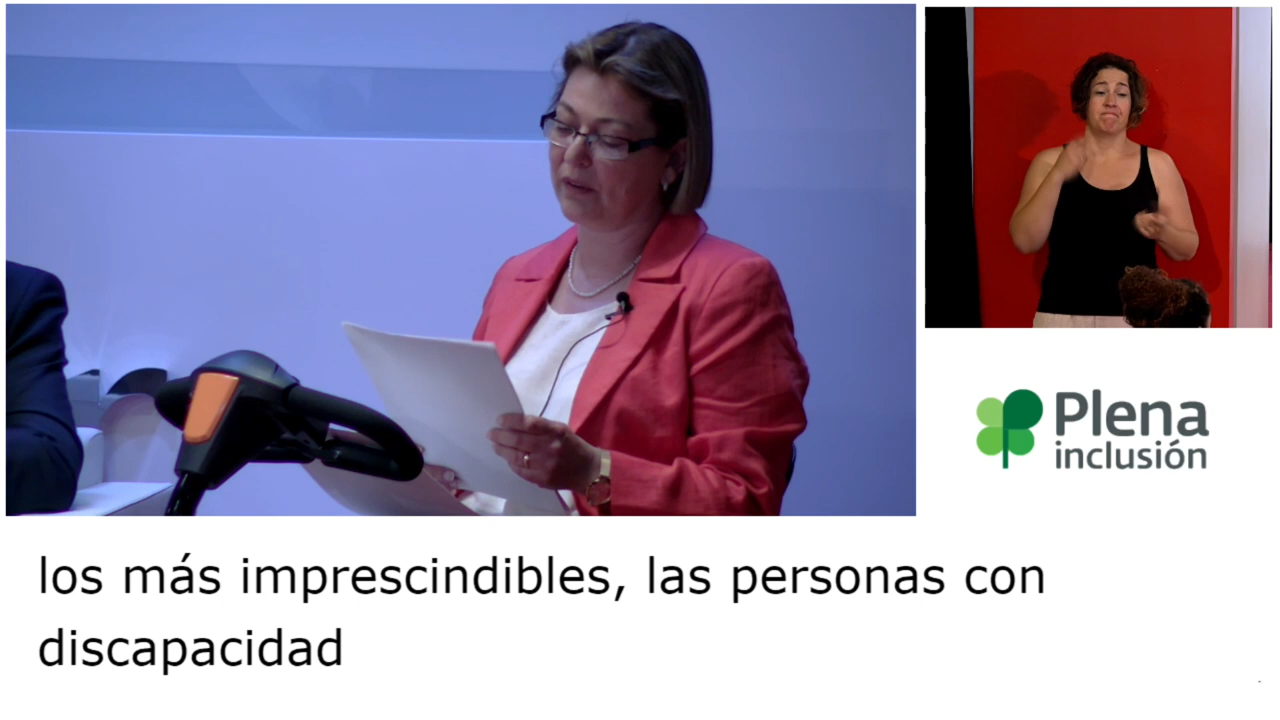 Plena
inclusión
los más imprescindibles, las personas con
discapacidad